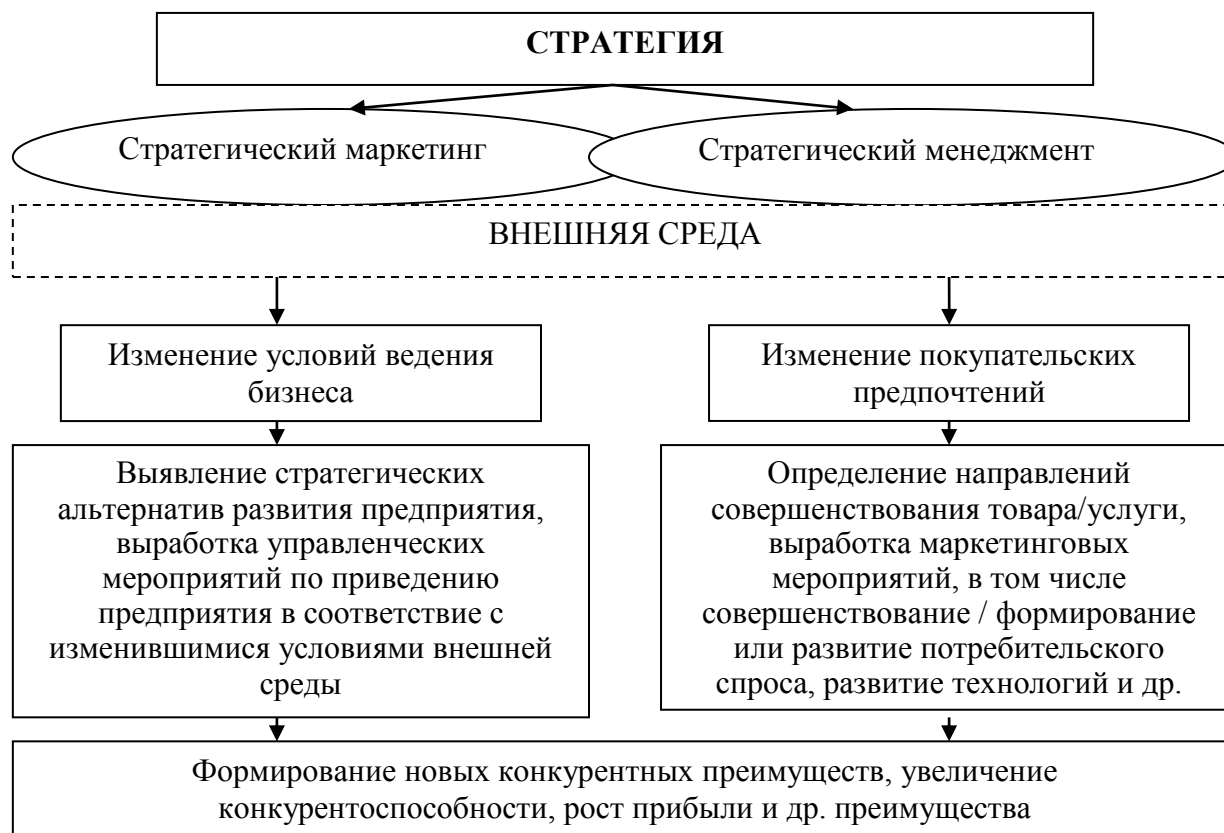 СТРАТЕГИЯ
Стратегический маркетинг
Стратегический менеджмент
ВНЕШНЯЯ СРЕДА
Изменение условий ведения
бизнеса
Изменение покупательских
предпочтений
Выявление стратегических
альтернатив развития предприятия,
выработка управленческих
мероприятий по приведению
предприятия в соответствие с
изменившимися условиями внешней
среды
Определение направлений
совершенствования товара/услуги,
выработка маркетинговых
мероприятий, в том числе
совершенствование / формирование
или развитие потребительского
спроса, развитие технологий и др.
Формирование новых конкурентных преимуществ, увеличение
конкурентоспособности, рост прибыли и др. преимущества